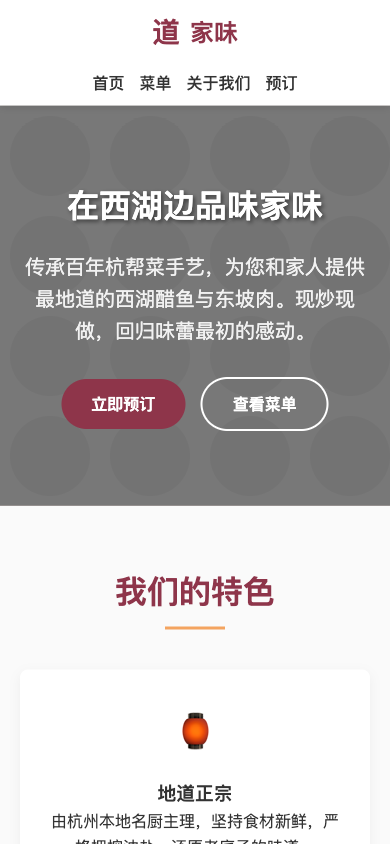 道 家味
首页 菜单 关于我们 预订
在西湖边品味家味
传承百年杭帮菜手艺，为您和家人提供
最地道的西湖醋鱼与东坡肉。现炒现
做，回归味蕾最初的感动。
立即预订 查看菜单
我们的特色
地道正宗
由杭州本地名厨主理，坚持食材新鲜，严